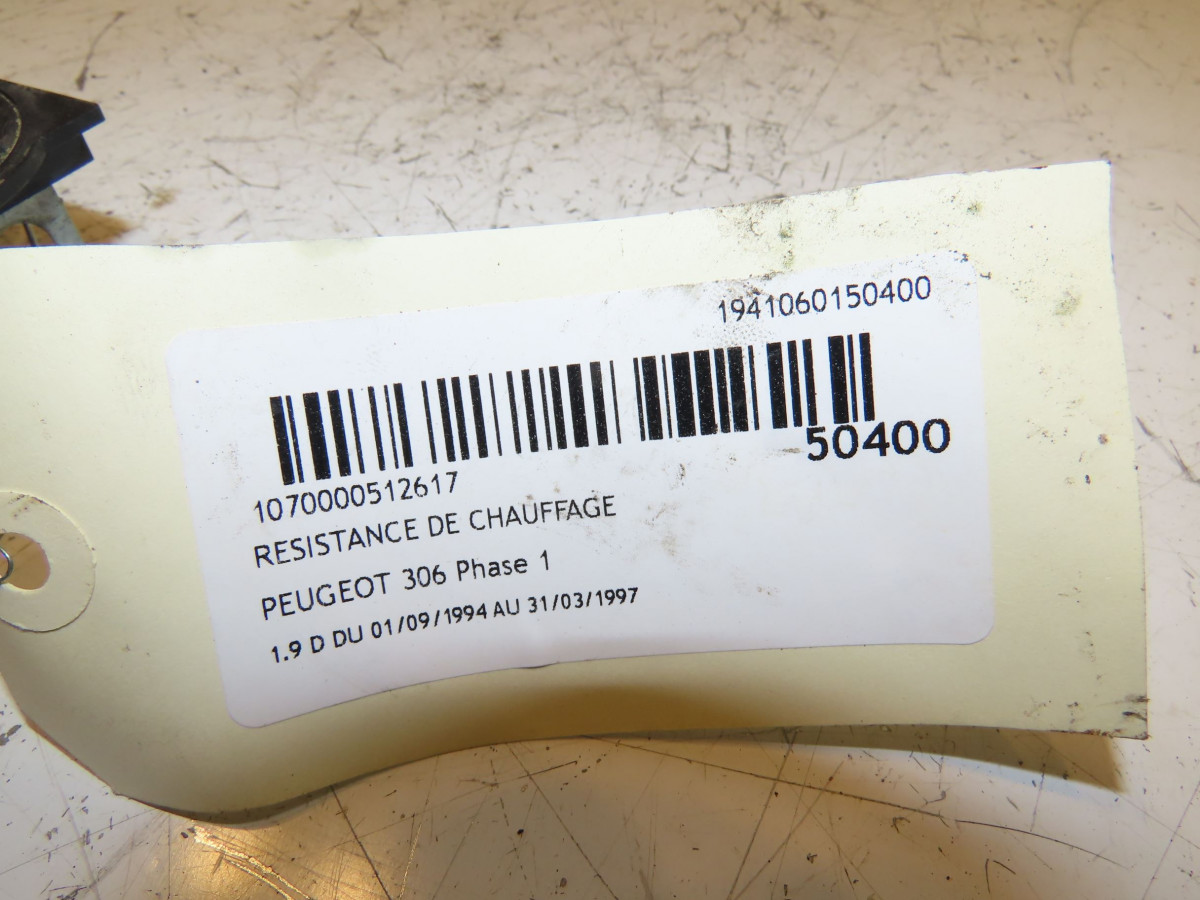 1941060150400
50400
1070000512617
RESISTANCE DE CHAUFFAGE
PEUGEOT 306 Phase 1
1.9 D DU 01/09/1994 AU 31/03/1997